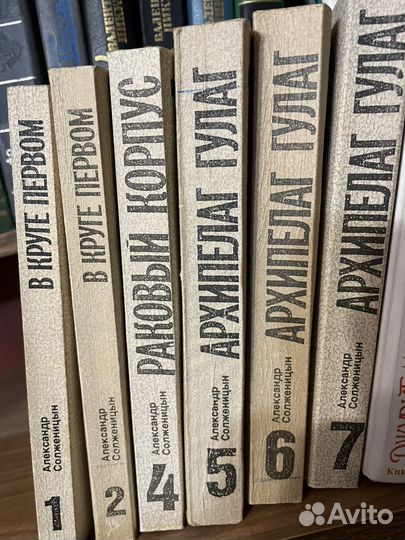 В КРУГЕ ПЕРВОМ
Александр
Солженицын
1
В КРУГЕ ПЕРВОМ
Александр
Солженицын
2
РАКОВЫЙ КОРПУС
Александр
Солженицын
4
АРХИПЕЛАГ ГУЛАГ
Александр
Солженицын
5
АРХИПЕЛАГ ГУЛАГ
Александр
Солженицын
6
АРХИПЕЛАГ ГУЛАГ
Александр
Солженицын
7
Avito